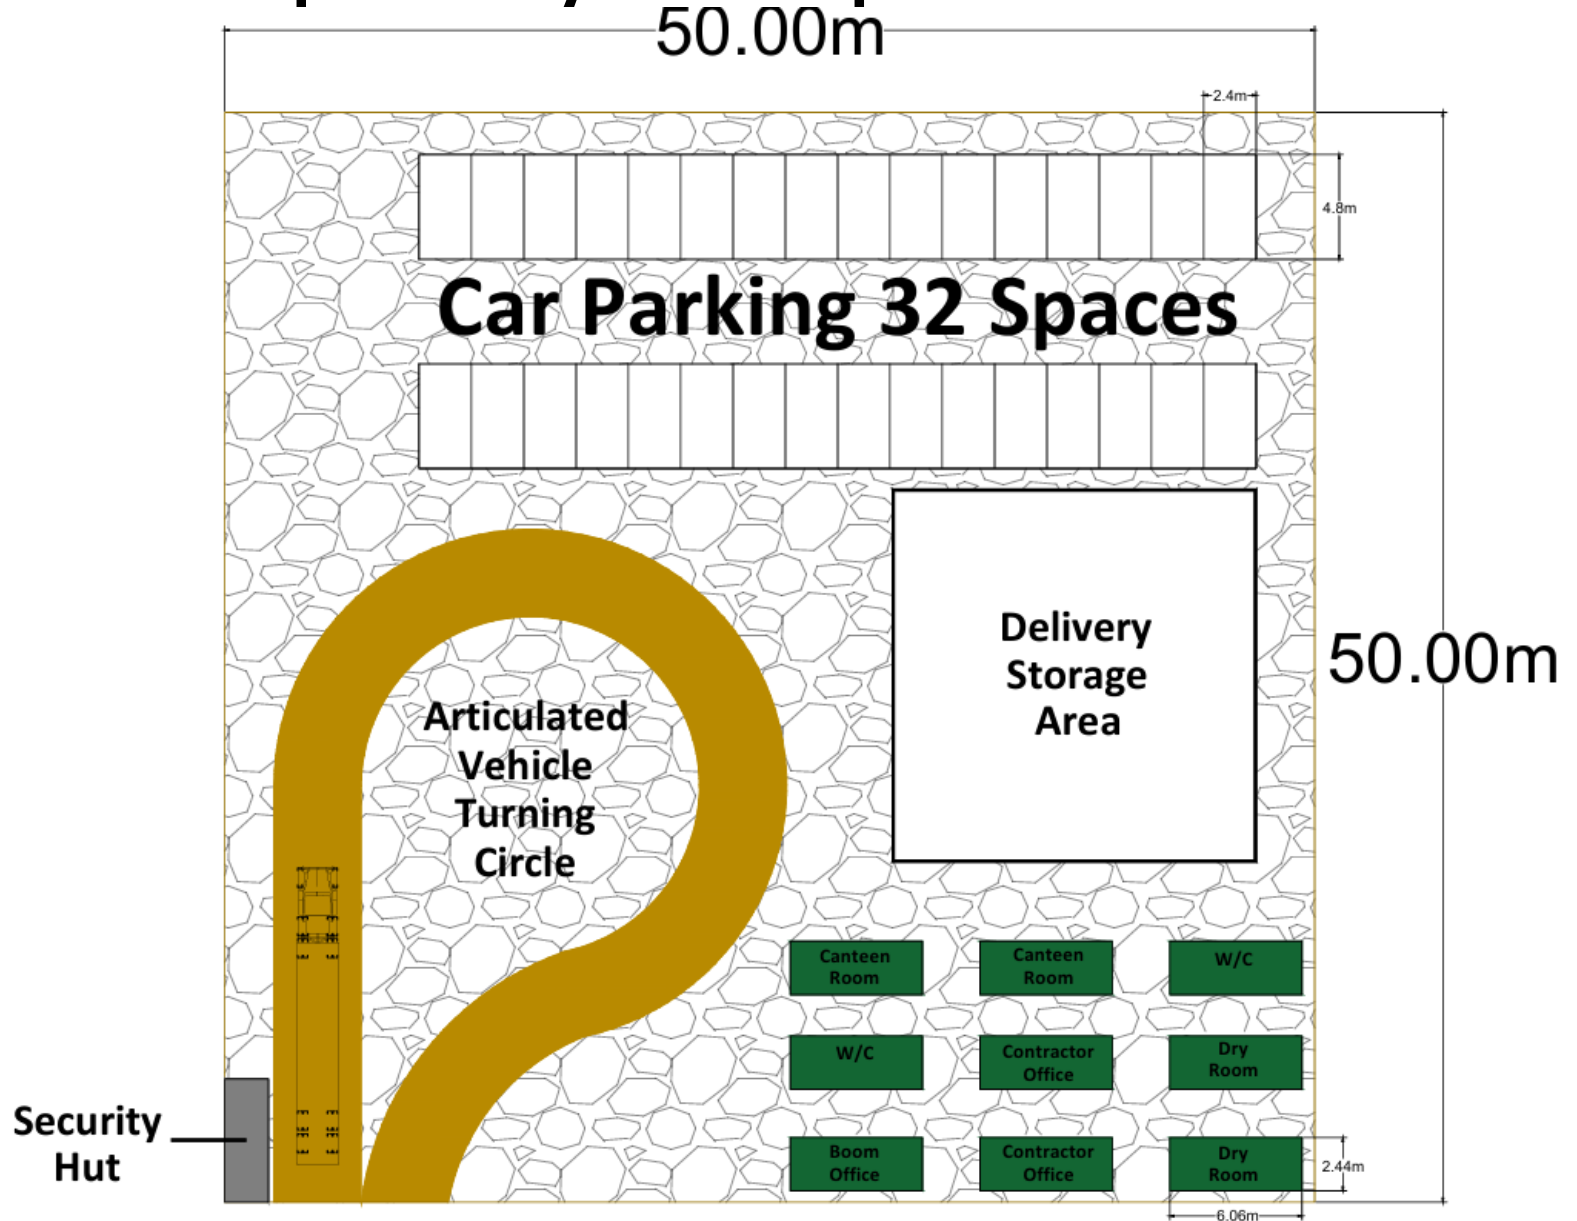 50.00m
2.4m
4.8m
Car Parking 32 Spaces
Delivery
Storage
Area
50.00m
Articulated
Vehicle
Turning
Circle
Canteen
Room
Canteen
Room
W/C
W/C
Contractor
Office
Dry
Room
Security
Hut
Boom
Office
Contractor
Office
Dry
Room
2.44m
6.06m